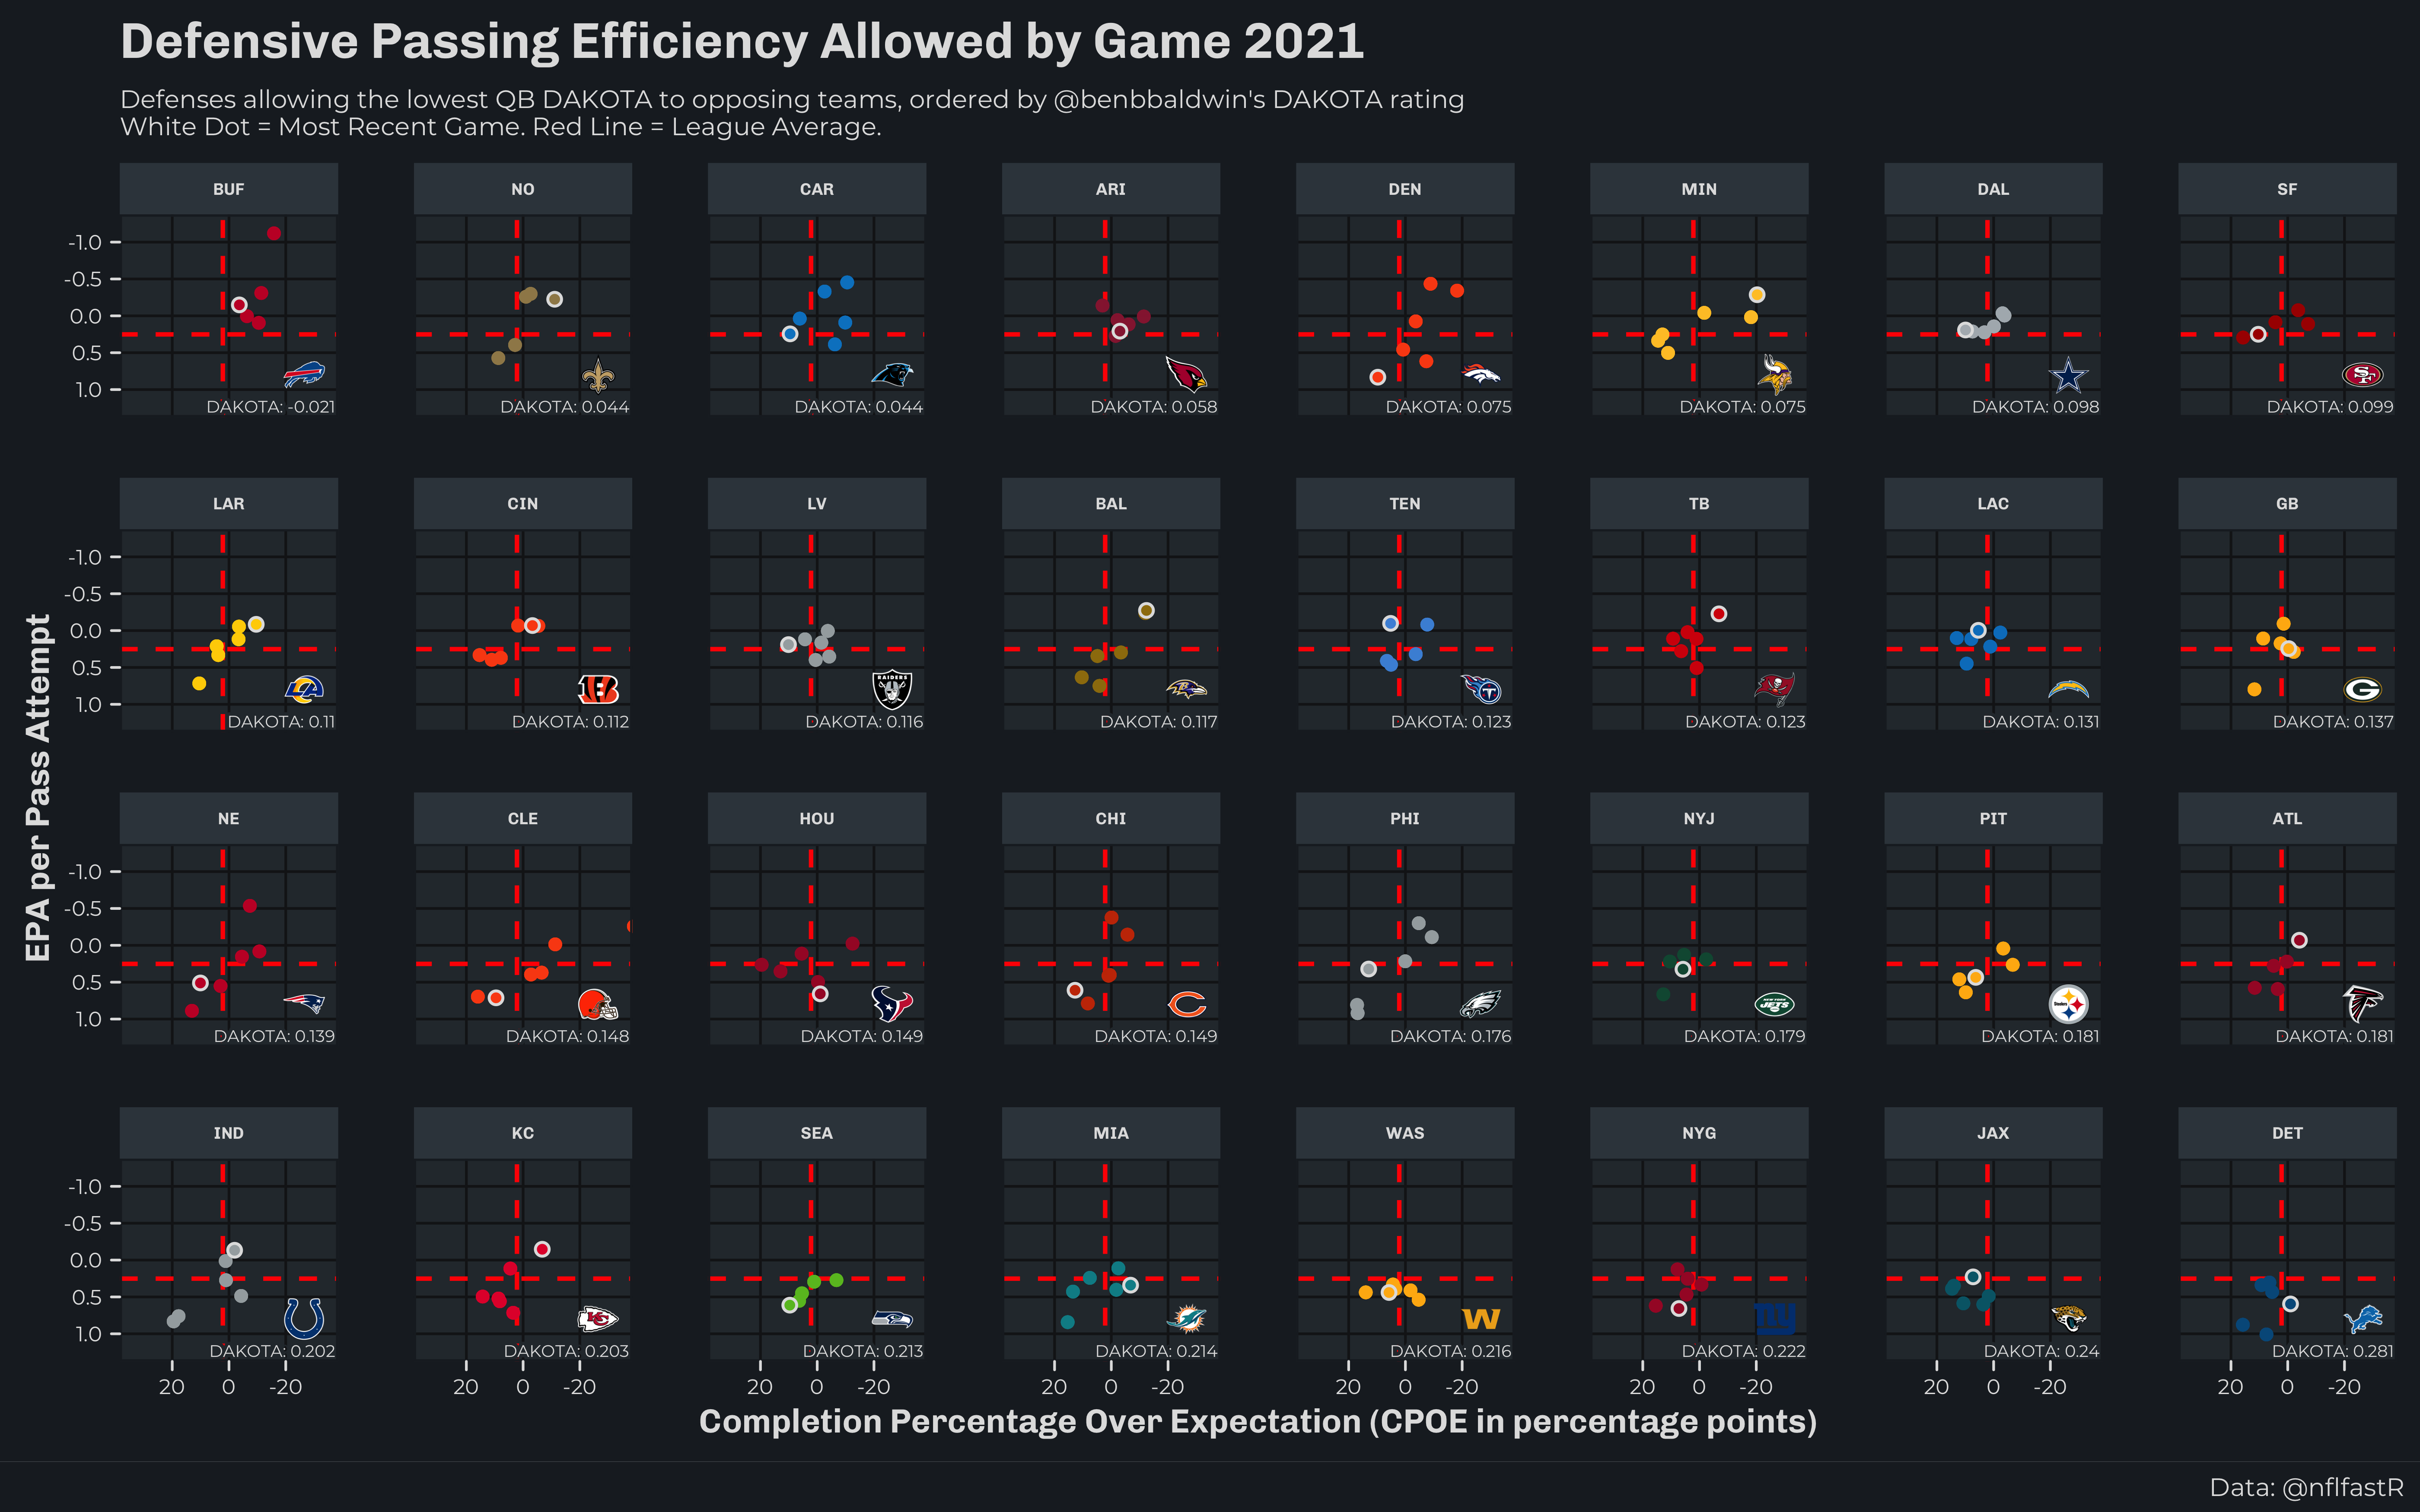 Defensive Passing Efficiency Allowed by Game 2021
Defenses allowing the lowest QB DAKOTA to opposing teams, ordered by @benbbaldwin's DAKOTA rating
White Dot = Most Recent Game. Red Line = League Average.
EPA per Pass Attempt
BUF NO CAR ARI DEN MIN DAL SF
-1.0
-0.5
0.0
0.5
1.0
SF
DAKOTA: -0.021 DAKOTA: 0.044 DAKOTA: 0.044 DAKOTA: 0.058 DAKOTA: 0.075 DAKOTA: 0.075 DAKOTA: 0.098 DAKOTA: 0.099
LAR CIN LV BAL TEN TB LAC GB
-1.0
-0.5
0.0
0.5
RAIDERS
LA B T G
1.0
DAKOTA: 0.11 DAKOTA: 0.112 DAKOTA: 0.116 DAKOTA: 0.117 DAKOTA: 0.123 DAKOTA: 0.123 DAKOTA: 0.131 DAKOTA: 0.137
NE CLE HOU CHI PHI NYJ PIT ATL
-1.0
-0.5
0.0
0.5
C NEW YORK JETS Steelers
1.0
DAKOTA: 0.139 DAKOTA: 0.148 DAKOTA: 0.149 DAKOTA: 0.149 DAKOTA: 0.176 DAKOTA: 0.179 DAKOTA: 0.181 DAKOTA: 0.181
IND KC SEA MIA WAS NYG JAX DET
-1.0
-0.5
0.0
0.5
KC W ny
1.0
DAKOTA: 0.202 DAKOTA: 0.203 DAKOTA: 0.213 DAKOTA: 0.214 DAKOTA: 0.216 DAKOTA: 0.222 DAKOTA: 0.24 DAKOTA: 0.281
20 0 -20 20 0 -20 20 0 -20 20 0 -20 20 0 -20 20 0 -20 20 0 -20 20 0 -20
Completion Percentage Over Expectation (CPOE in percentage points)
Data: @nflfastR